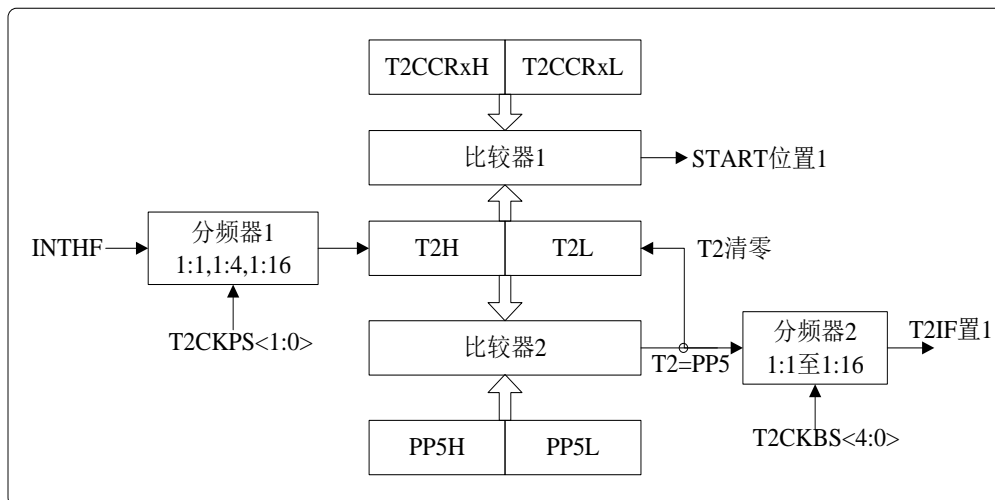 T2CCRxH T2CCRxL
比较器1
START位置1
INTHF
分频器1
1:1,1:4,1:16
T2H T2L
T2清零
T2CKPS<1:0>
比较器2
T2=PP5
分频器2
1:1至1:16
T2IF置1
PP5H PP5L
T2CKBS<4:0>